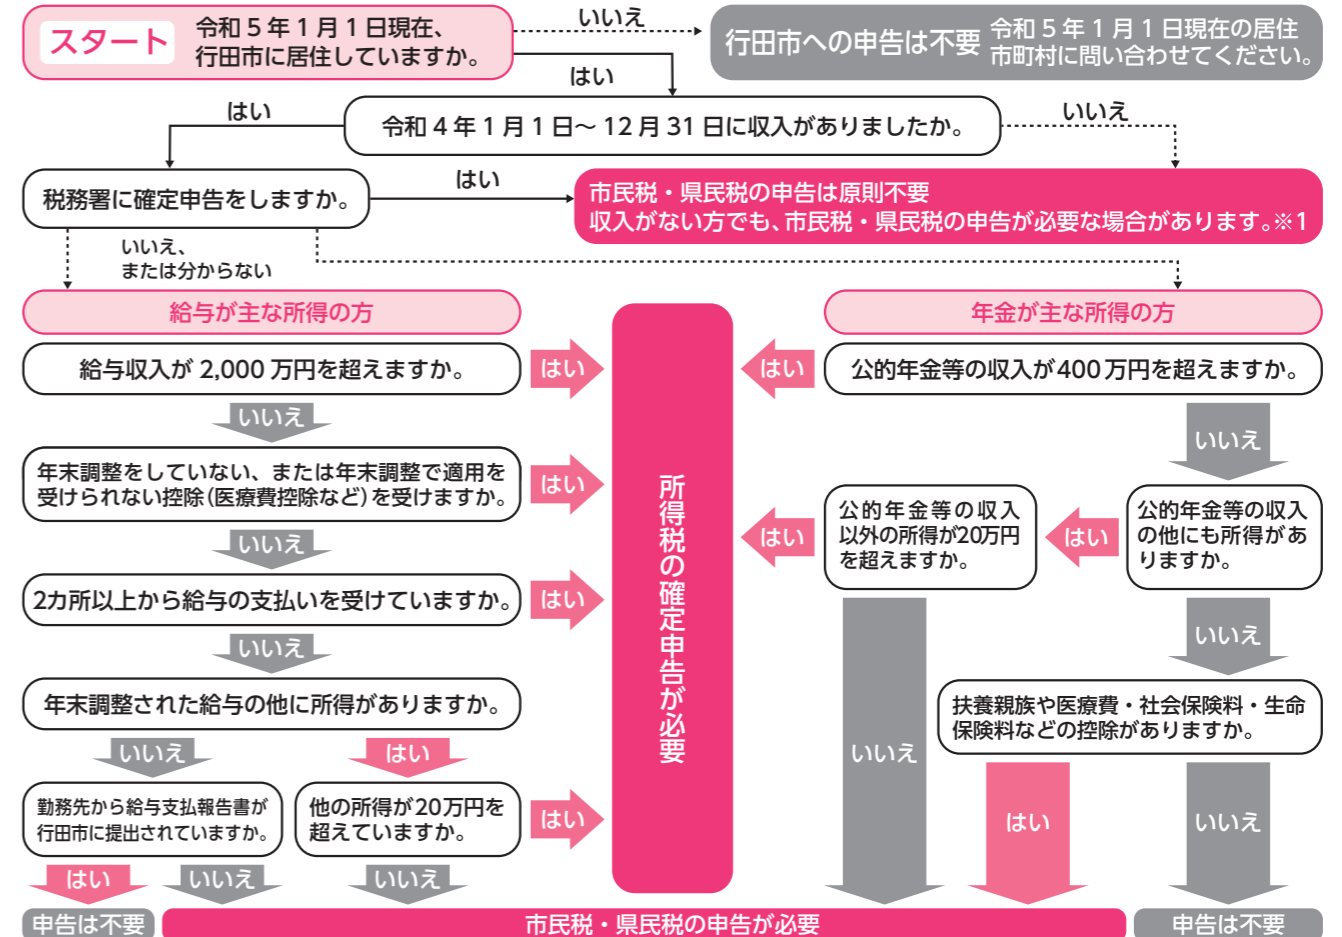 スタート
令和5年1月1日現在、
行田市に居住していますか。
いいえ
行田市への申告は不要
令和5年1月1日現在の居住
市町村に問い合わせてください。
はい
はい
令和4年1月1日～12月31日に収入がありましたか。
いいえ
税務署に確定申告をしますか。
はい
市民税・県民税の申告は原則不要
収入がない方でも、市民税・県民税の申告が必要な場合があります。※1
いいえ、
または分からない
給与が主な所得の方
給与収入が2,000万円を超えますか。
はい
いいえ
年末調整をしていない、または年末調整で適用を
受けられない控除(医療費控除など)を受けますか。
はい
いいえ
2カ所以上から給与の支払いを受けていますか。
はい
いいえ
年末調整された給与の他に所得がありますか。
いいえ
はい
勤務先から給与支払報告書が
行田市に提出されていますか。
他の所得が20万円を
超えていますか。
はい
はい
いいえ
いいえ
所得税の確定申告が必要
年金が主な所得の方
はい
公的年金等の収入が400万円を超えますか。
いいえ
公的年金等の収入
の他にも所得があ
りますか。
はい
公的年金等の収入
以外の所得が20万円
を超えますか。
はい
いいえ
いいえ
扶養親族や医療費・社会保険料・生命
保険料などの控除がありますか。
はい
いいえ
申告は不要
市民税・県民税の申告が必要
申告は不要